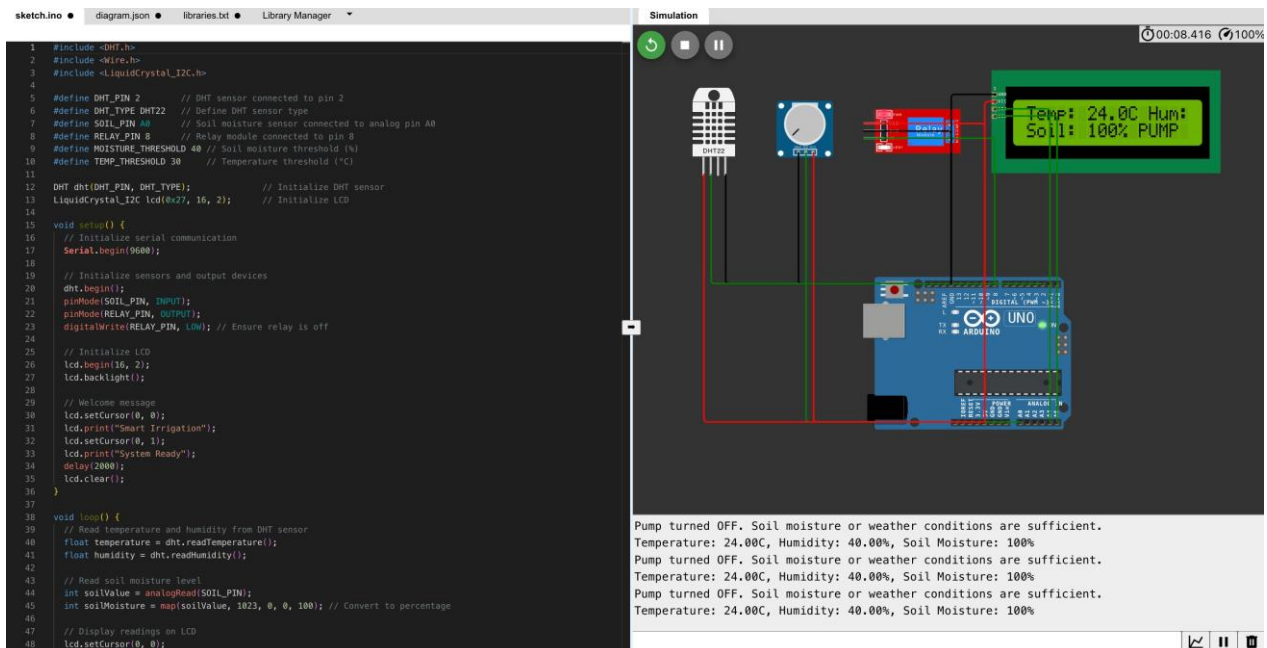 sketch.ino ●
diagram.json ●
libraries.txt ●
Library Manager
1 #include <DHT.h>
2 #include <Wire.h>
3 #include <LiquidCrystal_I2C.h>
4
5 #define DHT_PIN 2 // DHT sensor connected to pin 2
6 #define DHT_TYPE DHT22 // Define DHT sensor type
7 #define SOIL_PIN A0 // Soil moisture sensor connected to analog pin A0
8 #define RELAY_PIN 8 // Relay module connected to pin 8
9 #define MOISTURE_THRESHOLD 40 // Soil moisture threshold (%)
10 #define TEMP_THRESHOLD 30 // Temperature threshold (°C)
11
12 DHT dht(DHT_PIN, DHT_TYPE); // Initialize DHT sensor
13 LiquidCrystal_I2C lcd(0x27, 16, 2); // Initialize LCD
14
15 void setup() {
16 // Initialize serial communication
17 Serial.begin(9600);
18
19 // Initialize sensors and output devices
20 dht.begin();
21 pinMode(SOIL_PIN, INPUT);
22 pinMode(RELAY_PIN, OUTPUT);
23 digitalWrite(RELAY_PIN, LOW); // Ensure relay is off
24
25 // Initialize LCD
26 lcd.begin(16, 2);
27 lcd.backlight();
28
29 // Welcome message
30 lcd.setCursor(0, 0);
31 lcd.print("Smart Irrigation");
32 lcd.setCursor(0, 1);
33 lcd.print("System Ready");
34 delay(2000);
35 lcd.clear();
36 }
37
38 void loop() {
39 // Read temperature and humidity from DHT sensor
40 float temperature = dht.readTemperature();
41 float humidity = dht.readHumidity();
42
43 // Read soil moisture level
44 int soilValue = analogRead(SOIL_PIN);
45 int soilMoisture = map(soilValue, 1023, 0, 0, 100); // Convert to percentage
46
47 // Display readings on LCD
48 lcd.setCursor(0, 0);
Simulation
00:08.416 100%
DHT22
Relay
Temp: 24.0C Hum:
Soil: 100% PUMP
AREF
GND
13
12
DIGITAL (PWM ~)
L
TX
RX
UNO
ARDUINO
IOREF
RESET
3.3V
POWER
GND
GND
Vin
ANALOG IN
A0
A1
A2
A3
Pump turned OFF. Soil moisture or weather conditions are sufficient.
Temperature: 24.00C, Humidity: 40.00%, Soil Moisture: 100%
Pump turned OFF. Soil moisture or weather conditions are sufficient.
Temperature: 24.00C, Humidity: 40.00%, Soil Moisture: 100%
Pump turned OFF. Soil moisture or weather conditions are sufficient.
Temperature: 24.00C, Humidity: 40.00%, Soil Moisture: 100%